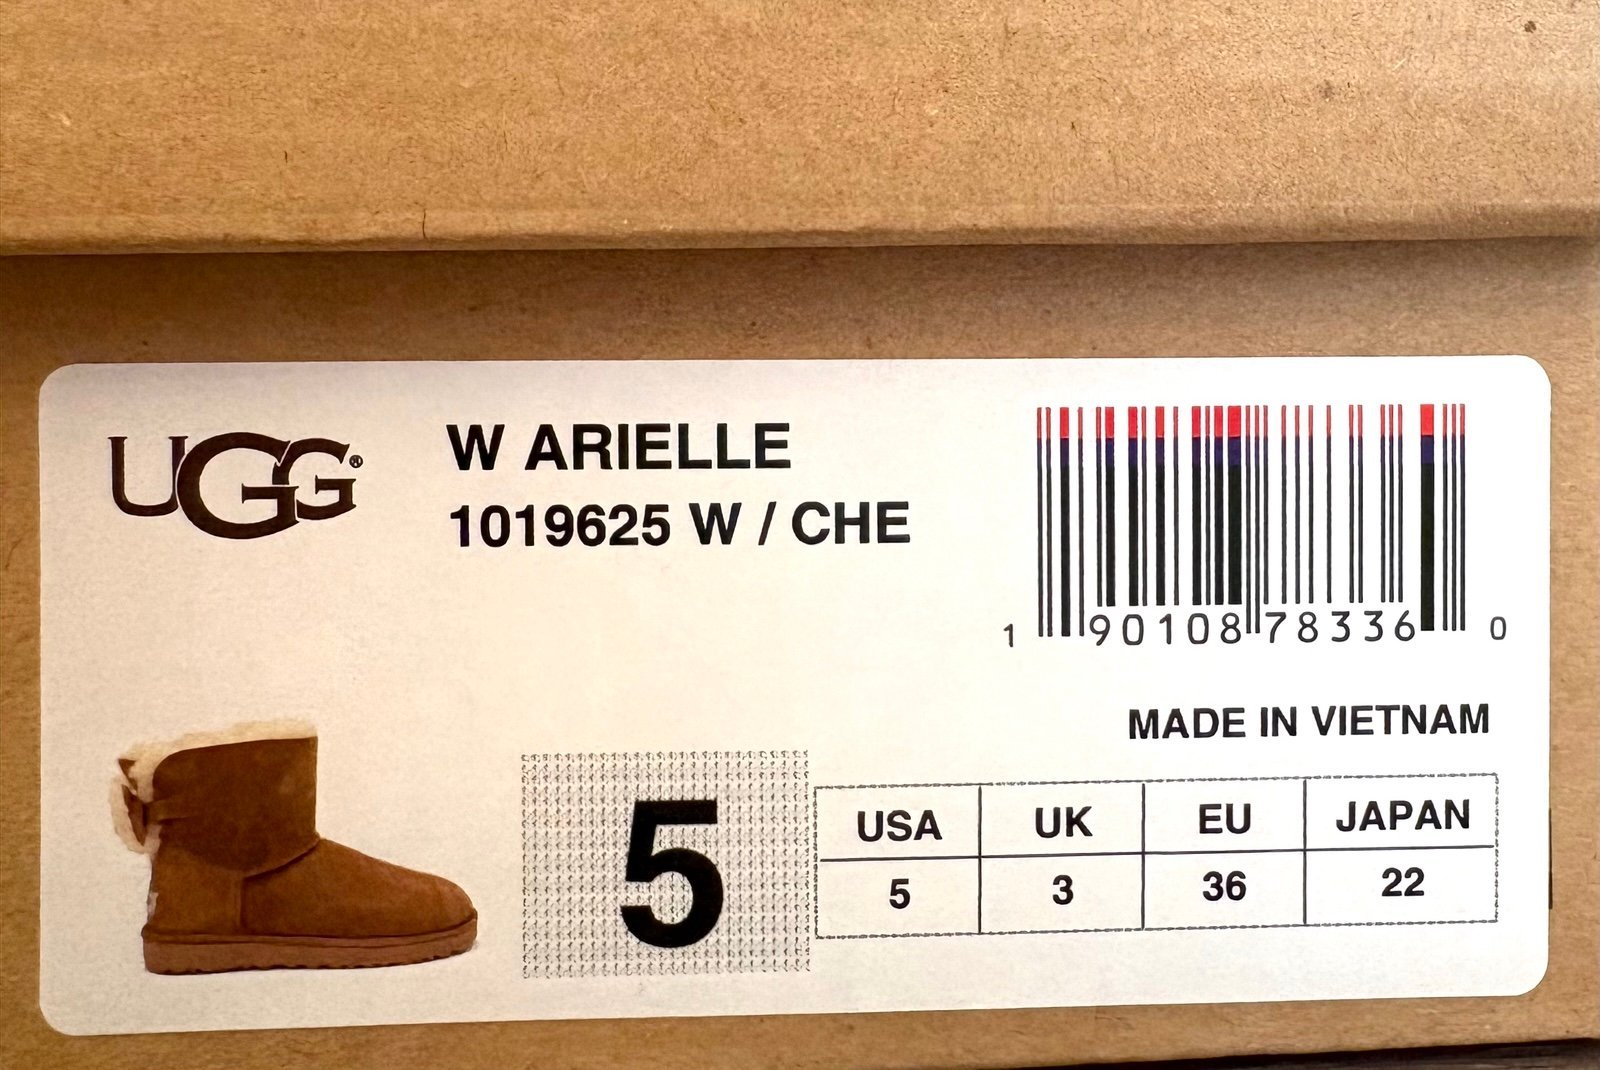 UGG®
W ARIELLE
1019625 W / CHE
1 90108 78336 0
MADE IN VIETNAM
5
USA UK EU JAPAN
5 3 36 22